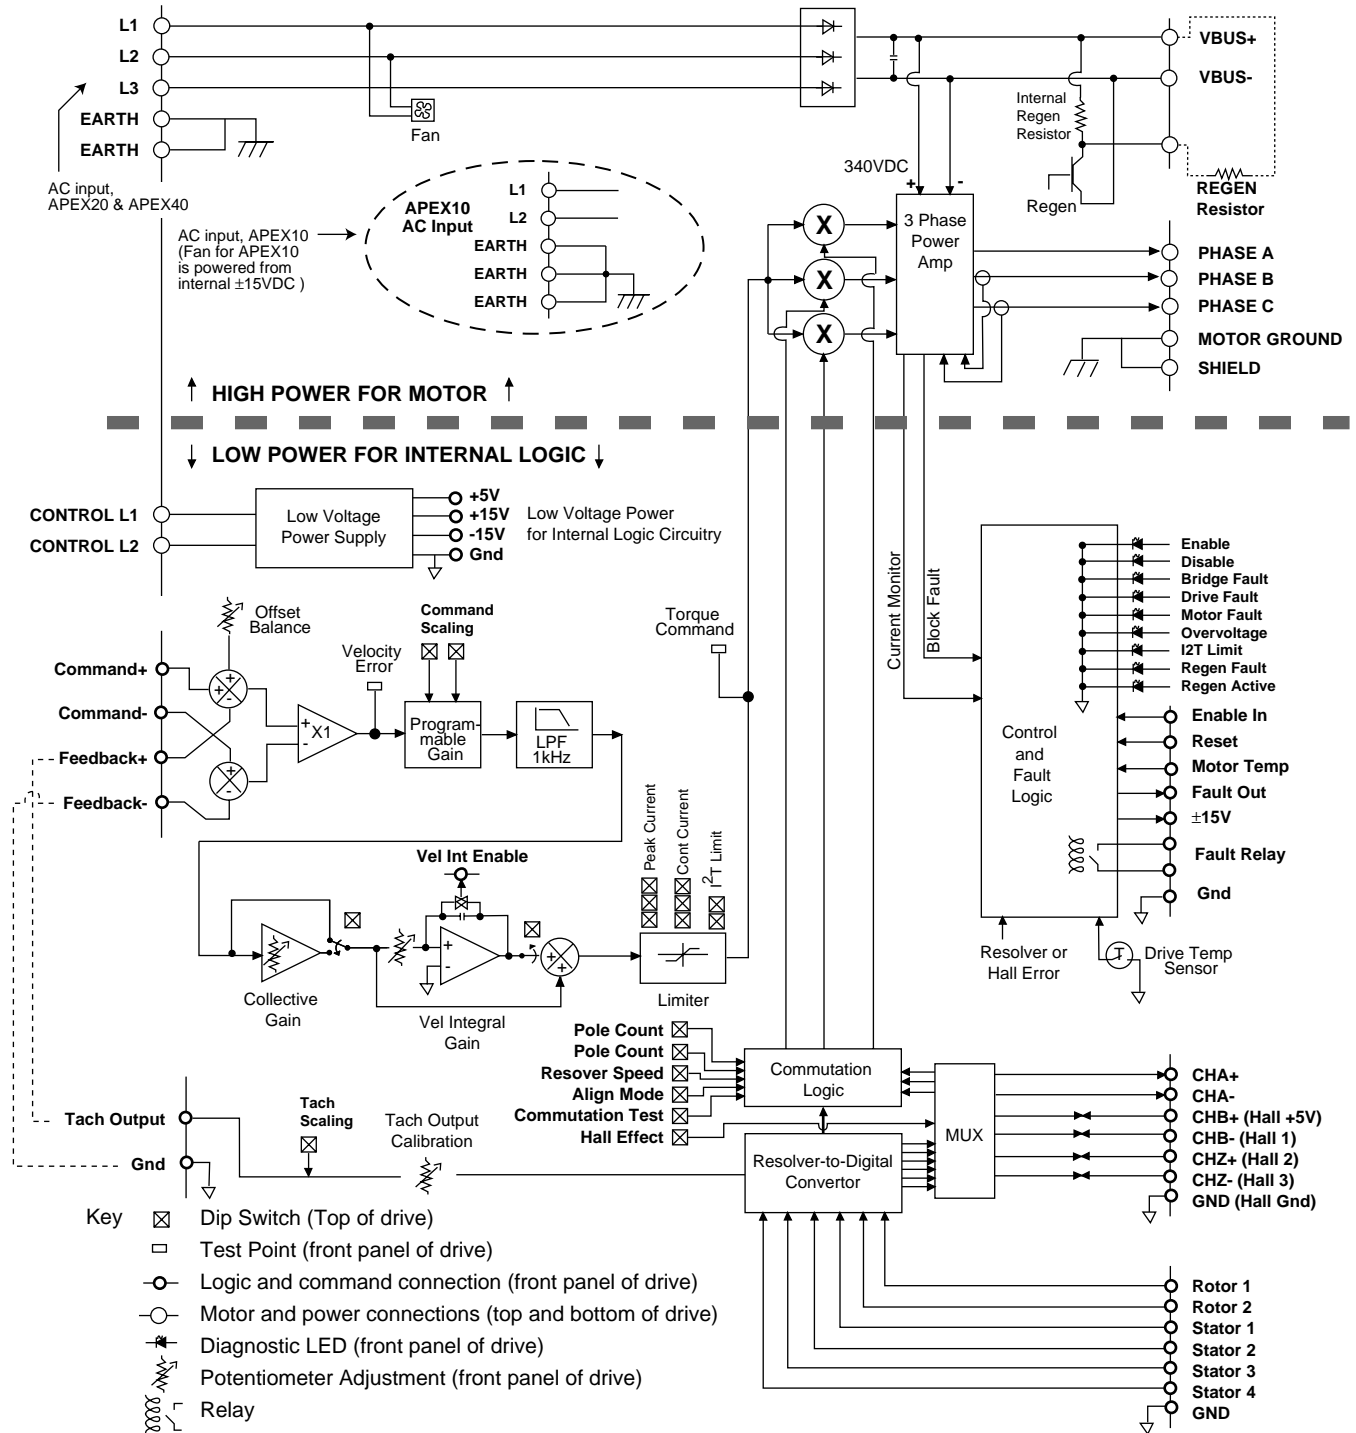 L1
L2
L3
EARTH
EARTH
AC input,
APEX20 & APEX40
Fan
AC input, APEX10
(Fan for APEX10
is powered from
internal ±15VDC )
APEX10
AC Input
L1
L2
EARTH
EARTH
EARTH
340VDC
+
-
3 Phase
Power
Amp
X
X
X
Internal
Regen
Resistor
Regen
VBUS+
VBUS-
REGEN
Resistor
PHASE A
PHASE B
PHASE C
MOTOR GROUND
SHIELD
HIGH POWER FOR MOTOR
LOW POWER FOR INTERNAL LOGIC
CONTROL L1
CONTROL L2
Low Voltage
Power Supply
+5V
+15V
-15V
Gnd
Low Voltage Power
for Internal Logic Circuitry
Offset
Balance
Command+
Command-
Feedback+
Feedback-
+
+
-
+
+
-
+
-
X1
Velocity
Error
Command
Scaling
Program-
mable
Gain
LPF
1kHz
Torque
Command
Current Monitor
Block Fault
Control
and
Fault
Logic
Enable
Disable
Bridge Fault
Drive Fault
Motor Fault
Overvoltage
I2T Limit
Regen Fault
Regen Active
Enable In
Reset
Motor Temp
Fault Out
±15V
Fault Relay
Gnd
Resolver or
Hall Error
T
Drive Temp
Sensor
Vel Int Enable
Collective
Gain
+
-
Vel Integral
Gain
+
+
Peak Current
Cont Current
I2T Limit
Limiter
Pole Count
Pole Count
Resover Speed
Align Mode
Commutation Test
Hall Effect
Commutation
Logic
Resolver-to-Digital
Convertor
MUX
CHA+
CHA-
CHB+ (Hall +5V)
CHB- (Hall 1)
CHZ+ (Hall 2)
CHZ- (Hall 3)
GND (Hall Gnd)
Tach Output
Gnd
Tach
Scaling
Tach Output
Calibration
Rotor 1
Rotor 2
Stator 1
Stator 2
Stator 3
Stator 4
GND
Key
Dip Switch (Top of drive)
Test Point (front panel of drive)
Logic and command connection (front panel of drive)
Motor and power connections (top and bottom of drive)
Diagnostic LED (front panel of drive)
Potentiometer Adjustment (front panel of drive)
Relay